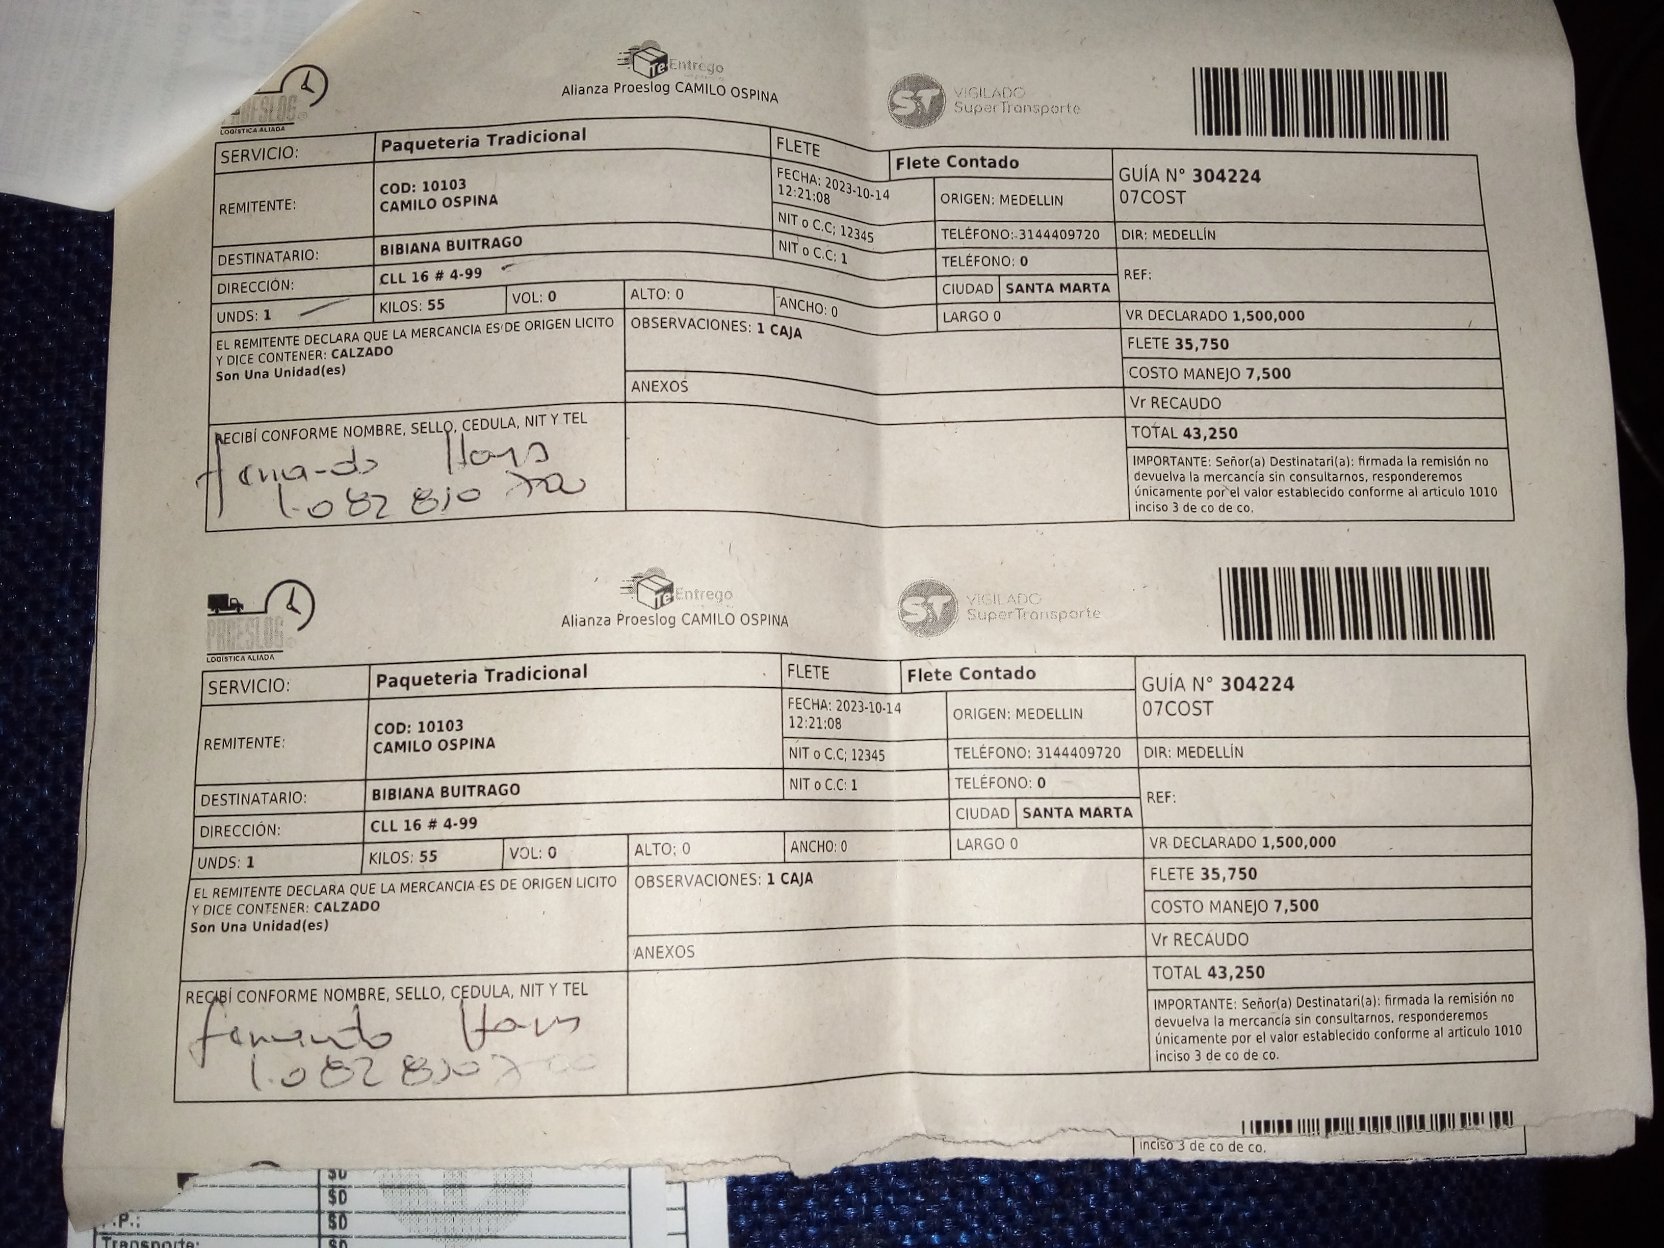 Te Entrego
Alianza Proeslog CAMILO OSPINA
PROESLOG
LOGÍSTICA ALIADA
ST VIGILADO
SuperTransporte
SERVICIO: Paqueteria Tradicional FLETE Flete Contado
GUÍA N° 304224
07COST
REMITENTE: COD: 10103
CAMILO OSPINA
FECHA: 2023-10-14
12:21:08
ORIGEN: MEDELLIN
NIT o C.C; 12345 TELÉFONO: 3144409720 DIR: MEDELLÍN
DESTINATARIO: BIBIANA BUITRAGO NIT o C.C: 1 TELÉFONO: 0 REF:
DIRECCIÓN: CLL 16 # 4-99 CIUDAD SANTA MARTA
UNDS: 1 KILOS: 55 VOL: 0 ALTO: 0 ANCHO: 0 LARGO 0 VR DECLARADO 1,500,000
EL REMITENTE DECLARA QUE LA MERCANCIA ES DE ORIGEN LICITO
Y DICE CONTENER: CALZADO
Son Una Unidad(es)
OBSERVACIONES: 1 CAJA
ANEXOS
FLETE 35,750
COSTO MANEJO 7,500
Vr RECAUDO
TOTAL 43,250
RECIBÍ CONFORME NOMBRE, SELLO, CEDULA, NIT Y TEL
1.082 810
IMPORTANTE: Señor(a) Destinatari(a): firmada la remisión no
devuelva la mercancía sin consultarnos, responderemos
únicamente por el valor establecido conforme al articulo 1010
inciso 3 de co de co.
Te Entrego
Alianza Proeslog CAMILO OSPINA
PROESLOG
LOGÍSTICA ALIADA
ST VIGILADO
SuperTransporte
SERVICIO: Paqueteria Tradicional FLETE Flete Contado
GUÍA N° 304224
07COST
REMITENTE: COD: 10103
CAMILO OSPINA
FECHA: 2023-10-14
12:21:08
ORIGEN: MEDELLIN
NIT o C.C; 12345 TELÉFONO: 3144409720 DIR: MEDELLÍN
DESTINATARIO: BIBIANA BUITRAGO NIT o C.C: 1 TELÉFONO: 0 REF:
DIRECCIÓN: CLL 16 # 4-99 CIUDAD SANTA MARTA
UNDS: 1 KILOS: 55 VOL: 0 ALTO: 0 ANCHO: 0 LARGO 0 VR DECLARADO 1,500,000
EL REMITENTE DECLARA QUE LA MERCANCIA ES DE ORIGEN LICITO
Y DICE CONTENER: CALZADO
Son Una Unidad(es)
OBSERVACIONES: 1 CAJA
ANEXOS
FLETE 35,750
COSTO MANEJO 7,500
Vr RECAUDO
TOTAL 43,250
RECIBÍ CONFORME NOMBRE, SELLO, CEDULA, NIT Y TEL
Fernando
1.082 810
IMPORTANTE: Señor(a) Destinatari(a): firmada la remisión no
devuelva la mercancía sin consultarnos, responderemos
únicamente por el valor establecido conforme al articulo 1010
inciso 3 de co de co.
inciso 3 de co de co.
$0
$0
P.P.: $0
Transporte: $0